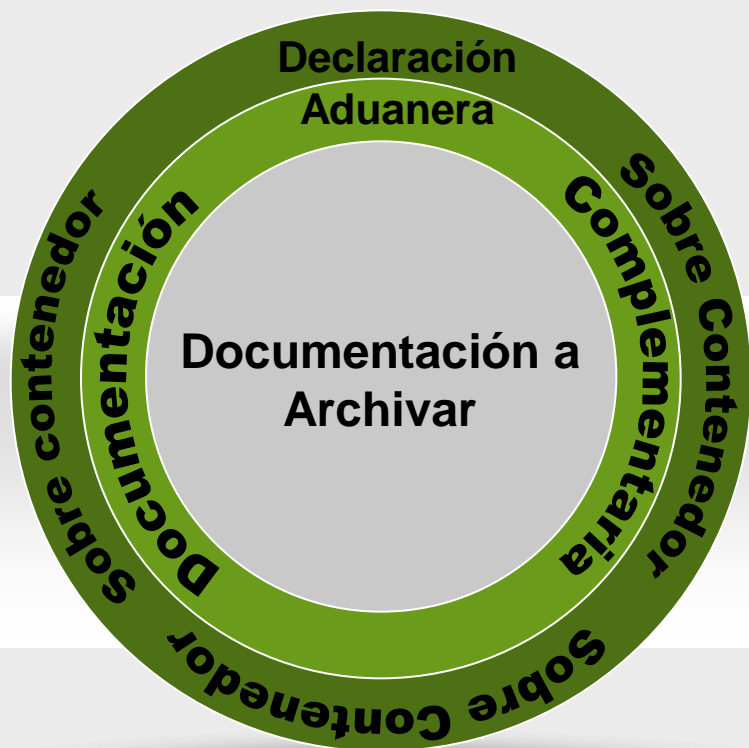 Declaración
Aduanera
Sobre contenedor
Documentación
Complementaria
Sobre Contenedor
Documentación a
Archivar
Sobre Contenedor